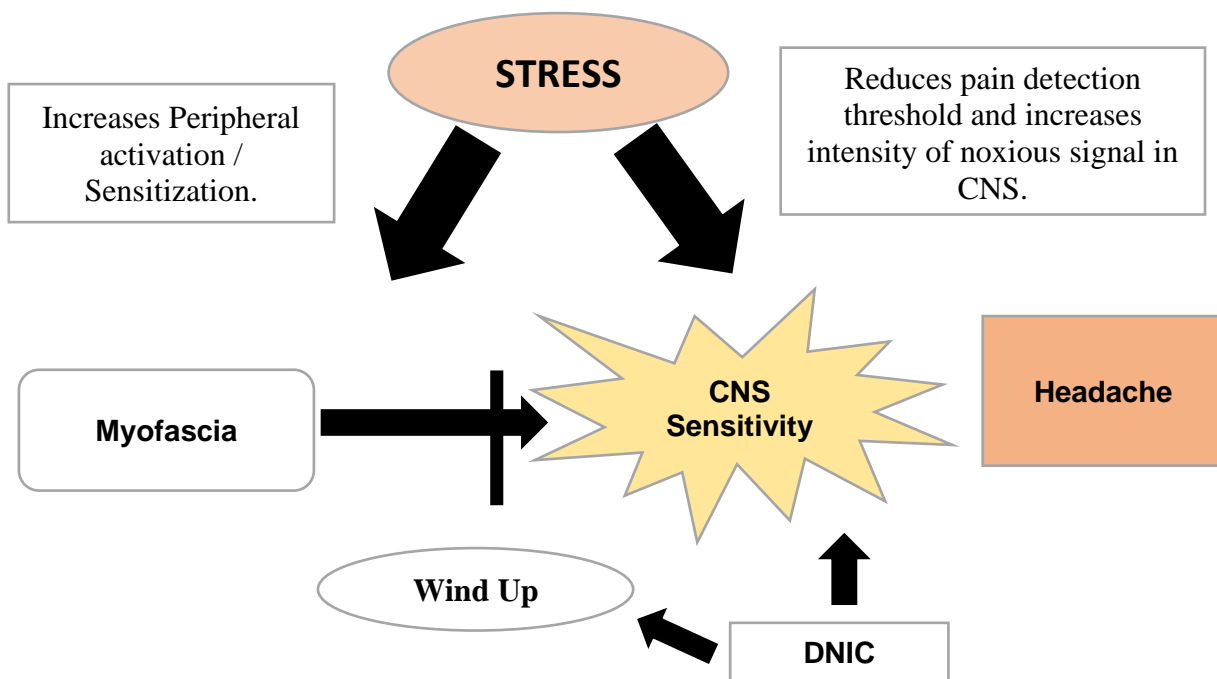 STRESS
Increases Peripheral
activation /
Sensitization.
Reduces pain detection
threshold and increases
intensity of noxious signal in
CNS.
Myofascia
CNS
Sensitivity
Headache
Wind Up
DNIC